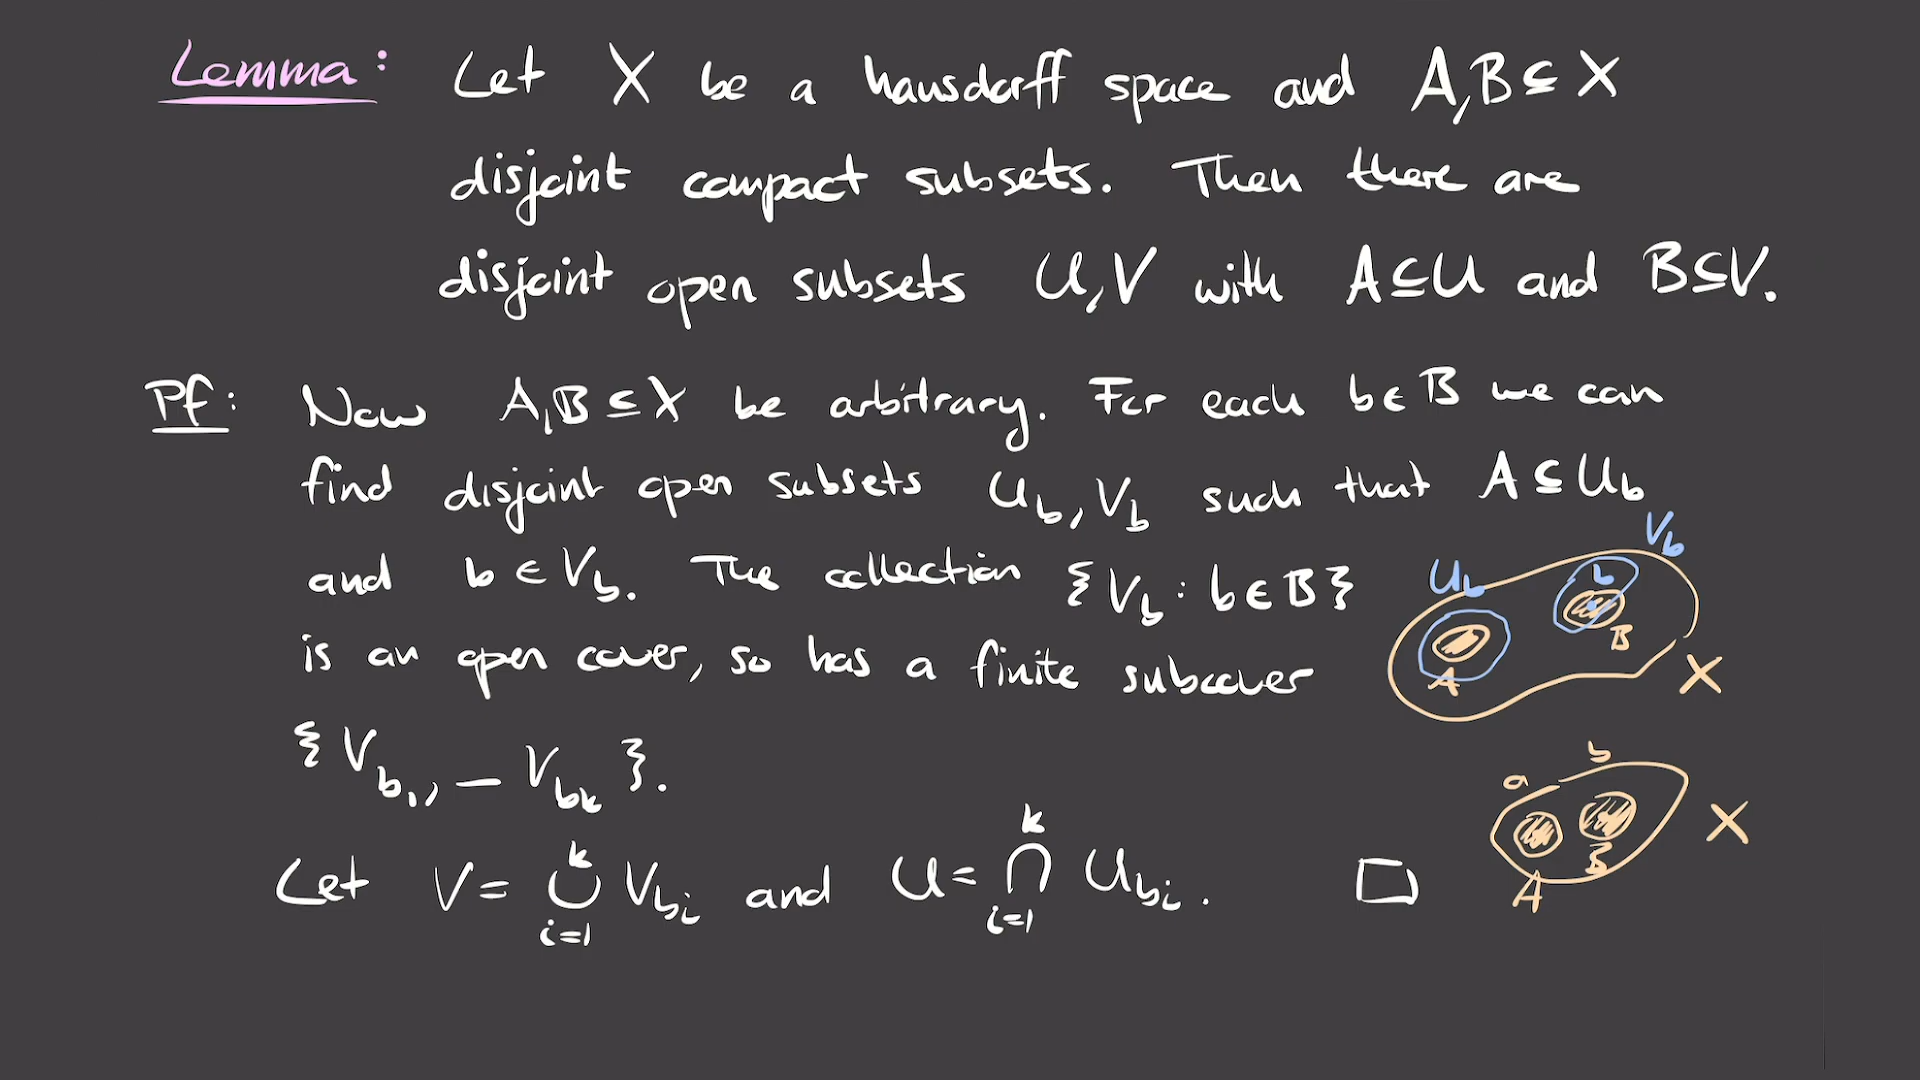 Lemma: Let X be a hausdorff space and A,B ⊆ X
disjoint compact subsets. Then there are
disjoint open subsets U,V with A⊆U and B⊆V.
Pf: Now A,B ⊆ X be arbitrary. For each b∈B we can
find disjoint open subsets U_b, V_b such that A⊆U_b
and b∈V_b. The collection {V_b : b∈B}
is an open cover, so has a finite subcover
{V_{b_1}, — V_{b_k}}.
Let V = ∪_{i=1}^{k} V_{b_i} and U = ∩_{i=1}^{k} U_{b_i}. □
V_b
U_b
b
B
A
X
b
a
X
B
A